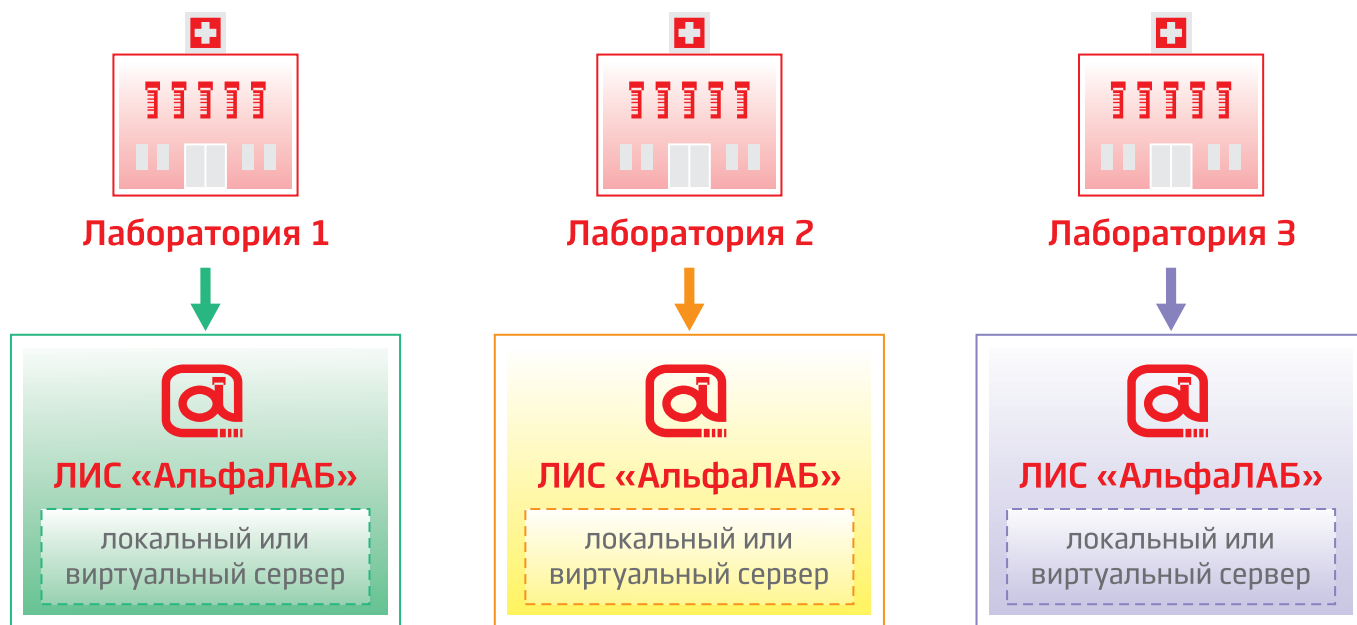 Лаборатория 1
Лаборатория 2
Лаборатория 3
ЛИС «АльфаЛАБ»
локальный или
виртуальный сервер
ЛИС «АльфаЛАБ»
локальный или
виртуальный сервер
ЛИС «АльфаЛАБ»
локальный или
виртуальный сервер